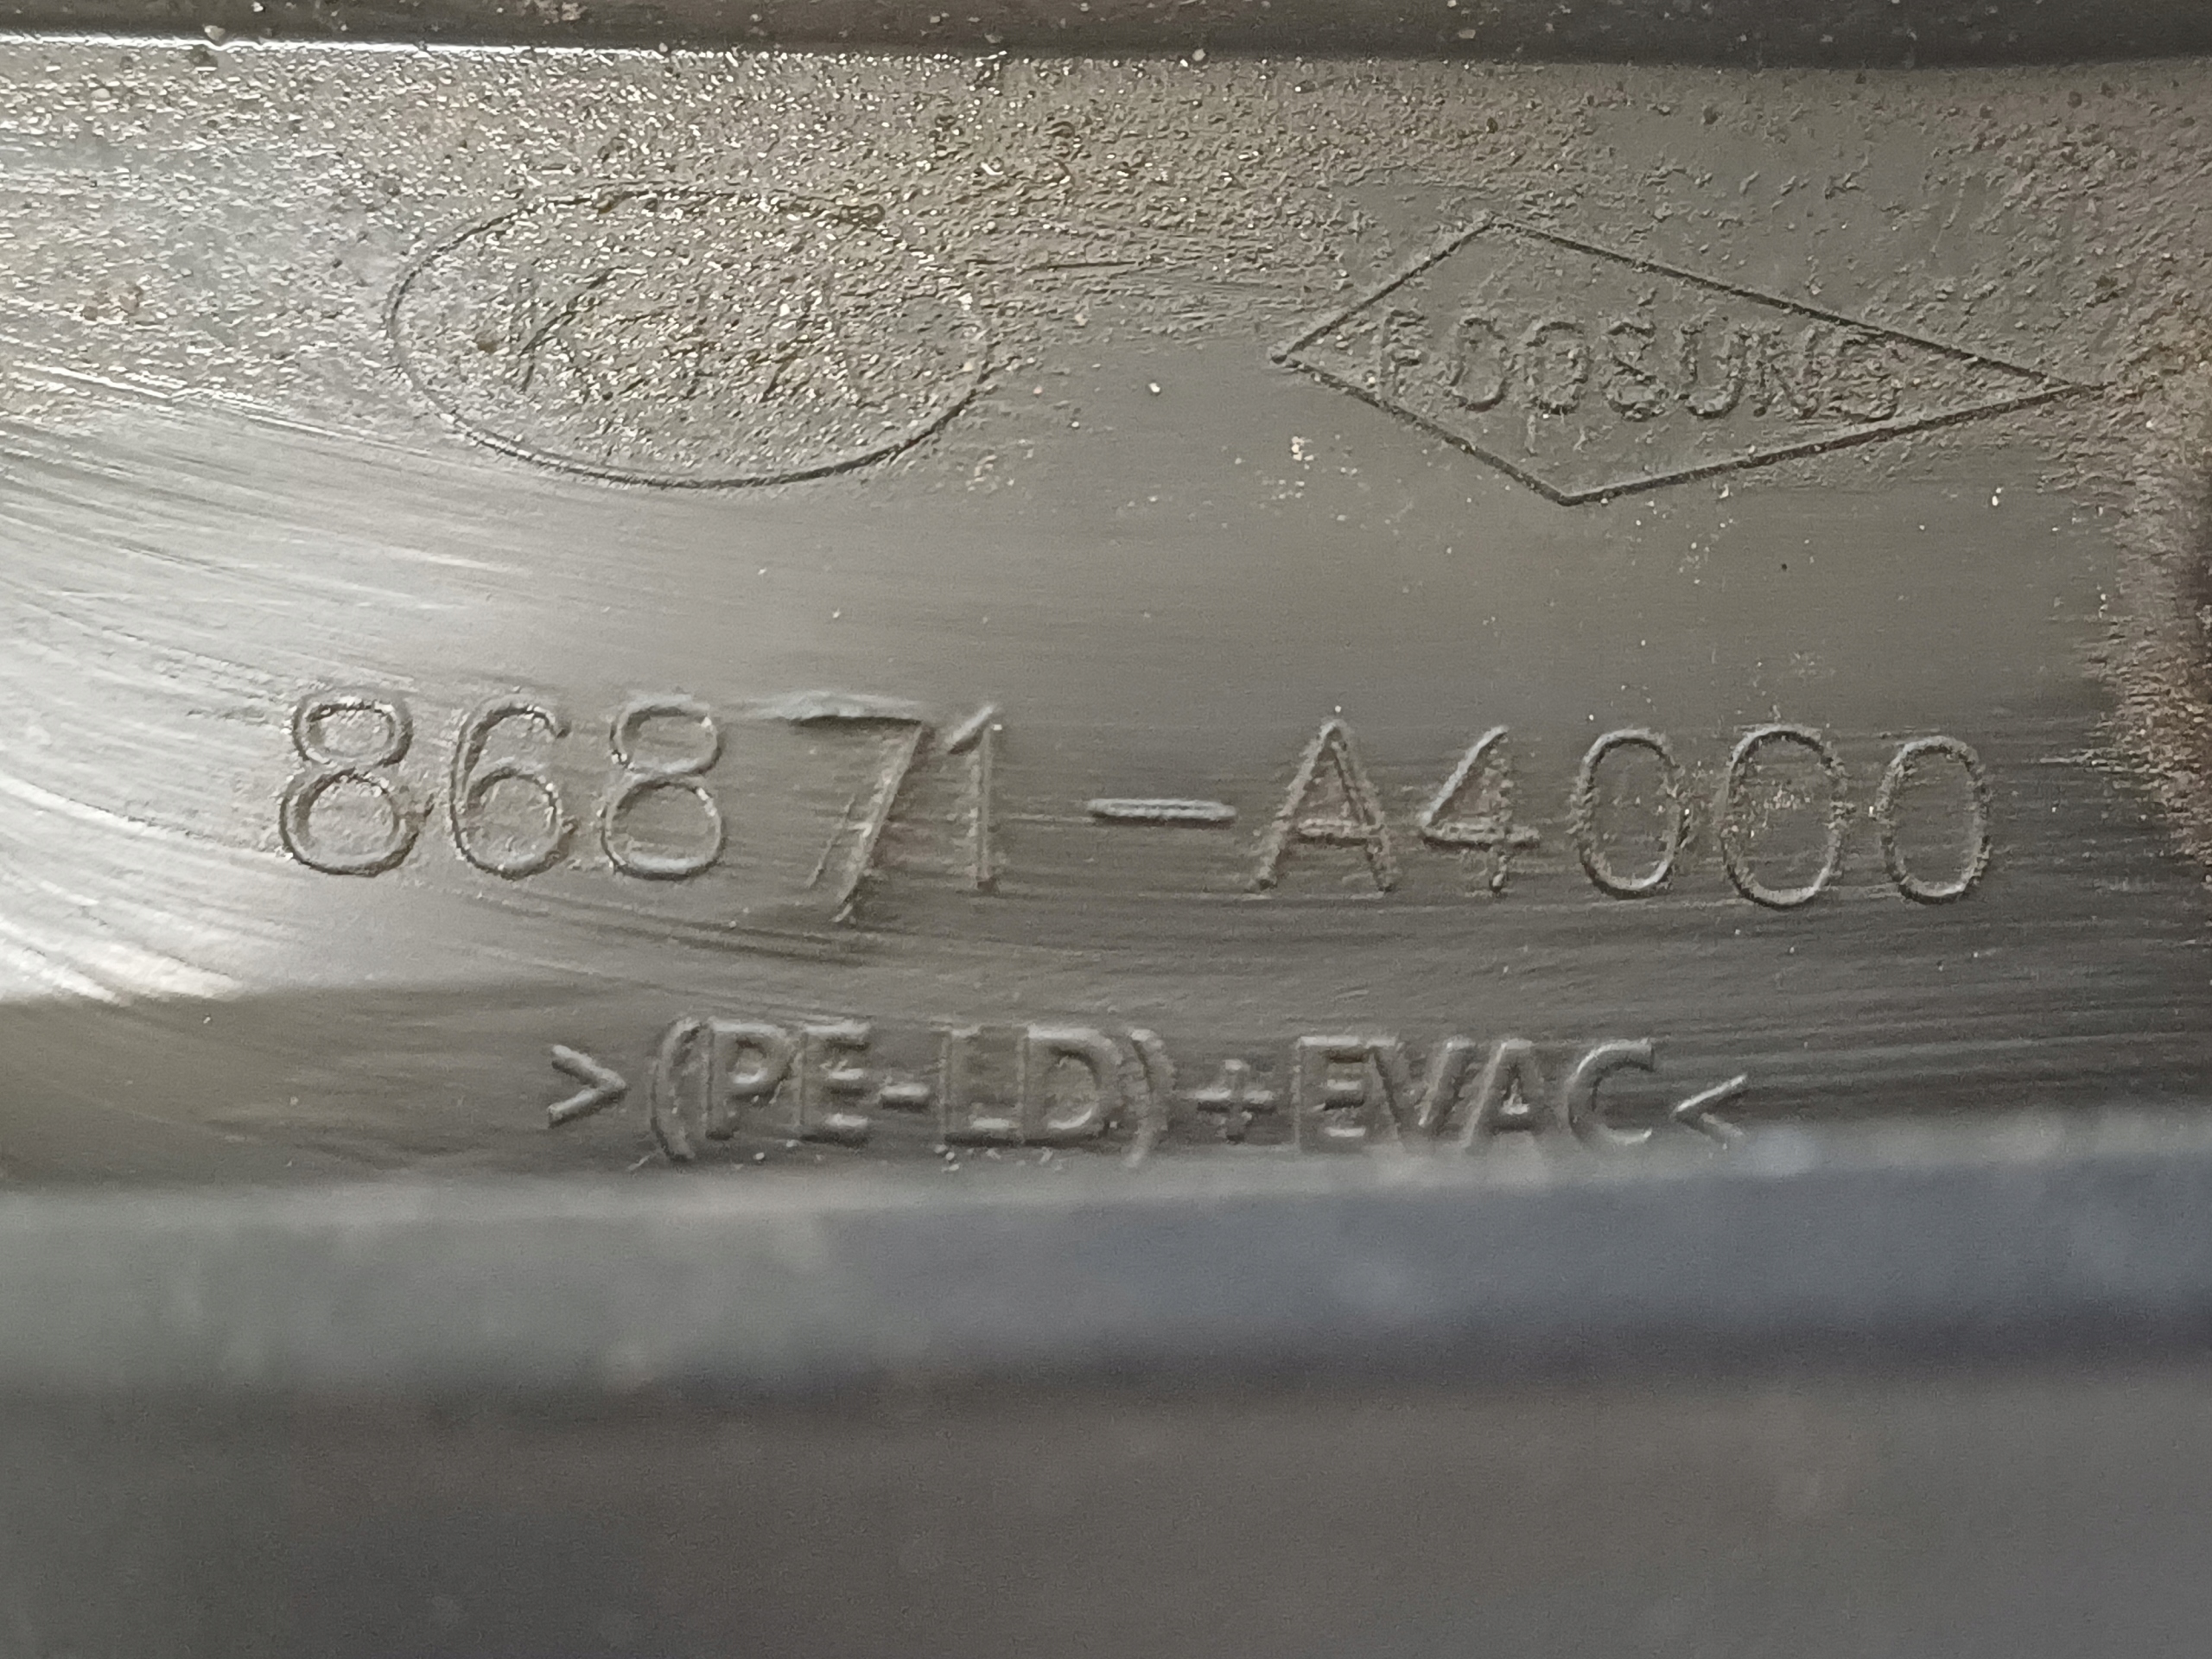 KIA FOOSUNG
86871-A4000
>(PE-LD)+EVAC<